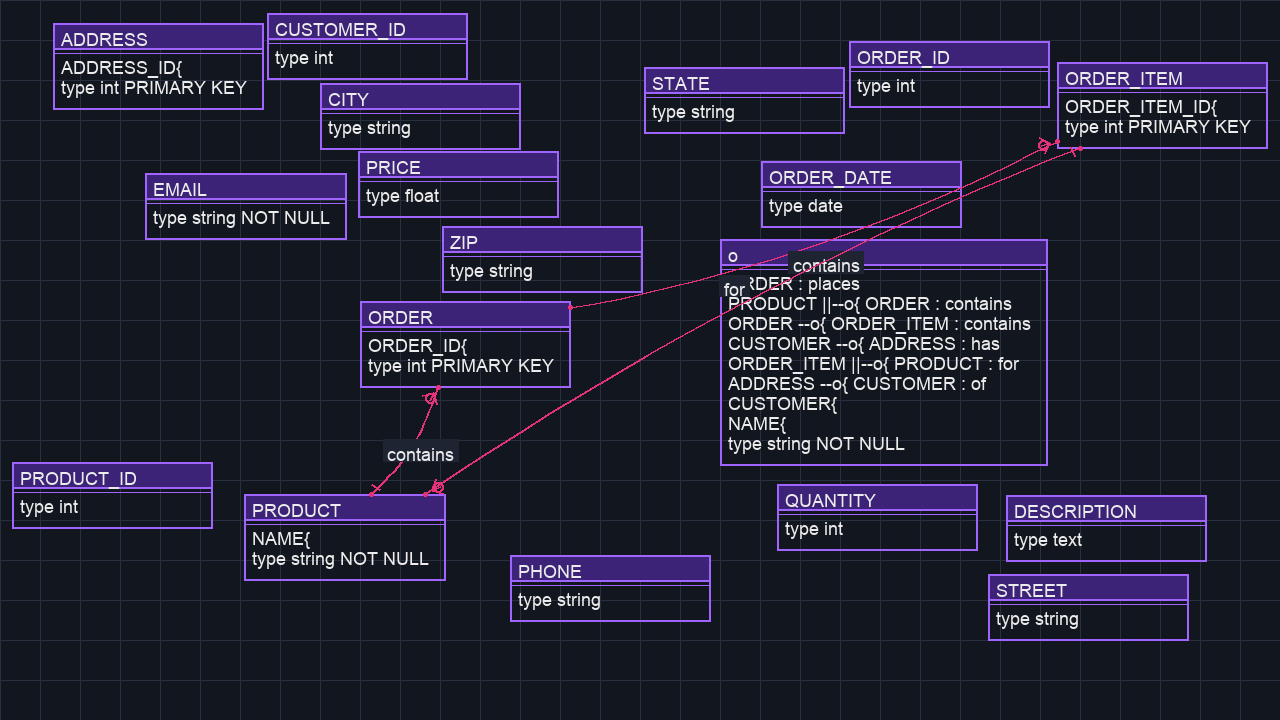 ADDRESS
ADDRESS_ID{
type int PRIMARY KEY
CUSTOMER_ID
type int
CITY
type string
STATE
type string
ORDER_ID
type int
ORDER_ITEM
ORDER_ITEM_ID{
type int PRIMARY KEY
EMAIL
type string NOT NULL
PRICE
type float
ORDER_DATE
type date
ZIP
type string
ORDER
ORDER_ID{
type int PRIMARY KEY
o
contains
for
RDER : places
PRODUCT ||--o{ ORDER : contains
ORDER --o{ ORDER_ITEM : contains
CUSTOMER --o{ ADDRESS : has
ORDER_ITEM ||--o{ PRODUCT : for
ADDRESS --o{ CUSTOMER : of
CUSTOMER{
NAME{
type string NOT NULL
contains
PRODUCT_ID
type int
PRODUCT
NAME{
type string NOT NULL
QUANTITY
type int
DESCRIPTION
type text
PHONE
type string
STREET
type string